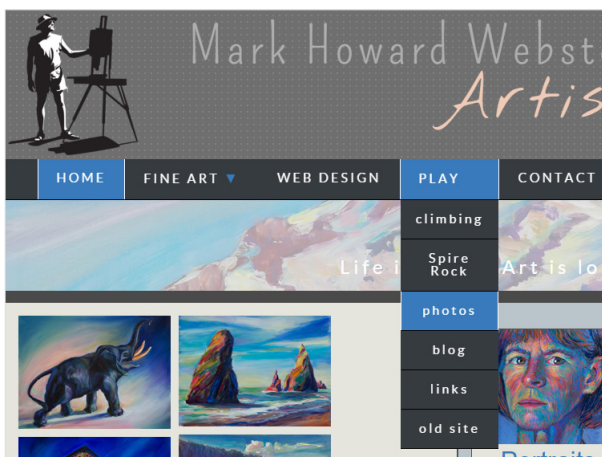 Mark Howard Webst
Artis
HOME FINE ART ▼ WEB DESIGN PLAY CONTACT
climbing
Spire
Rock
Life i Art is lo
photos
blog
links
old site
Portraits